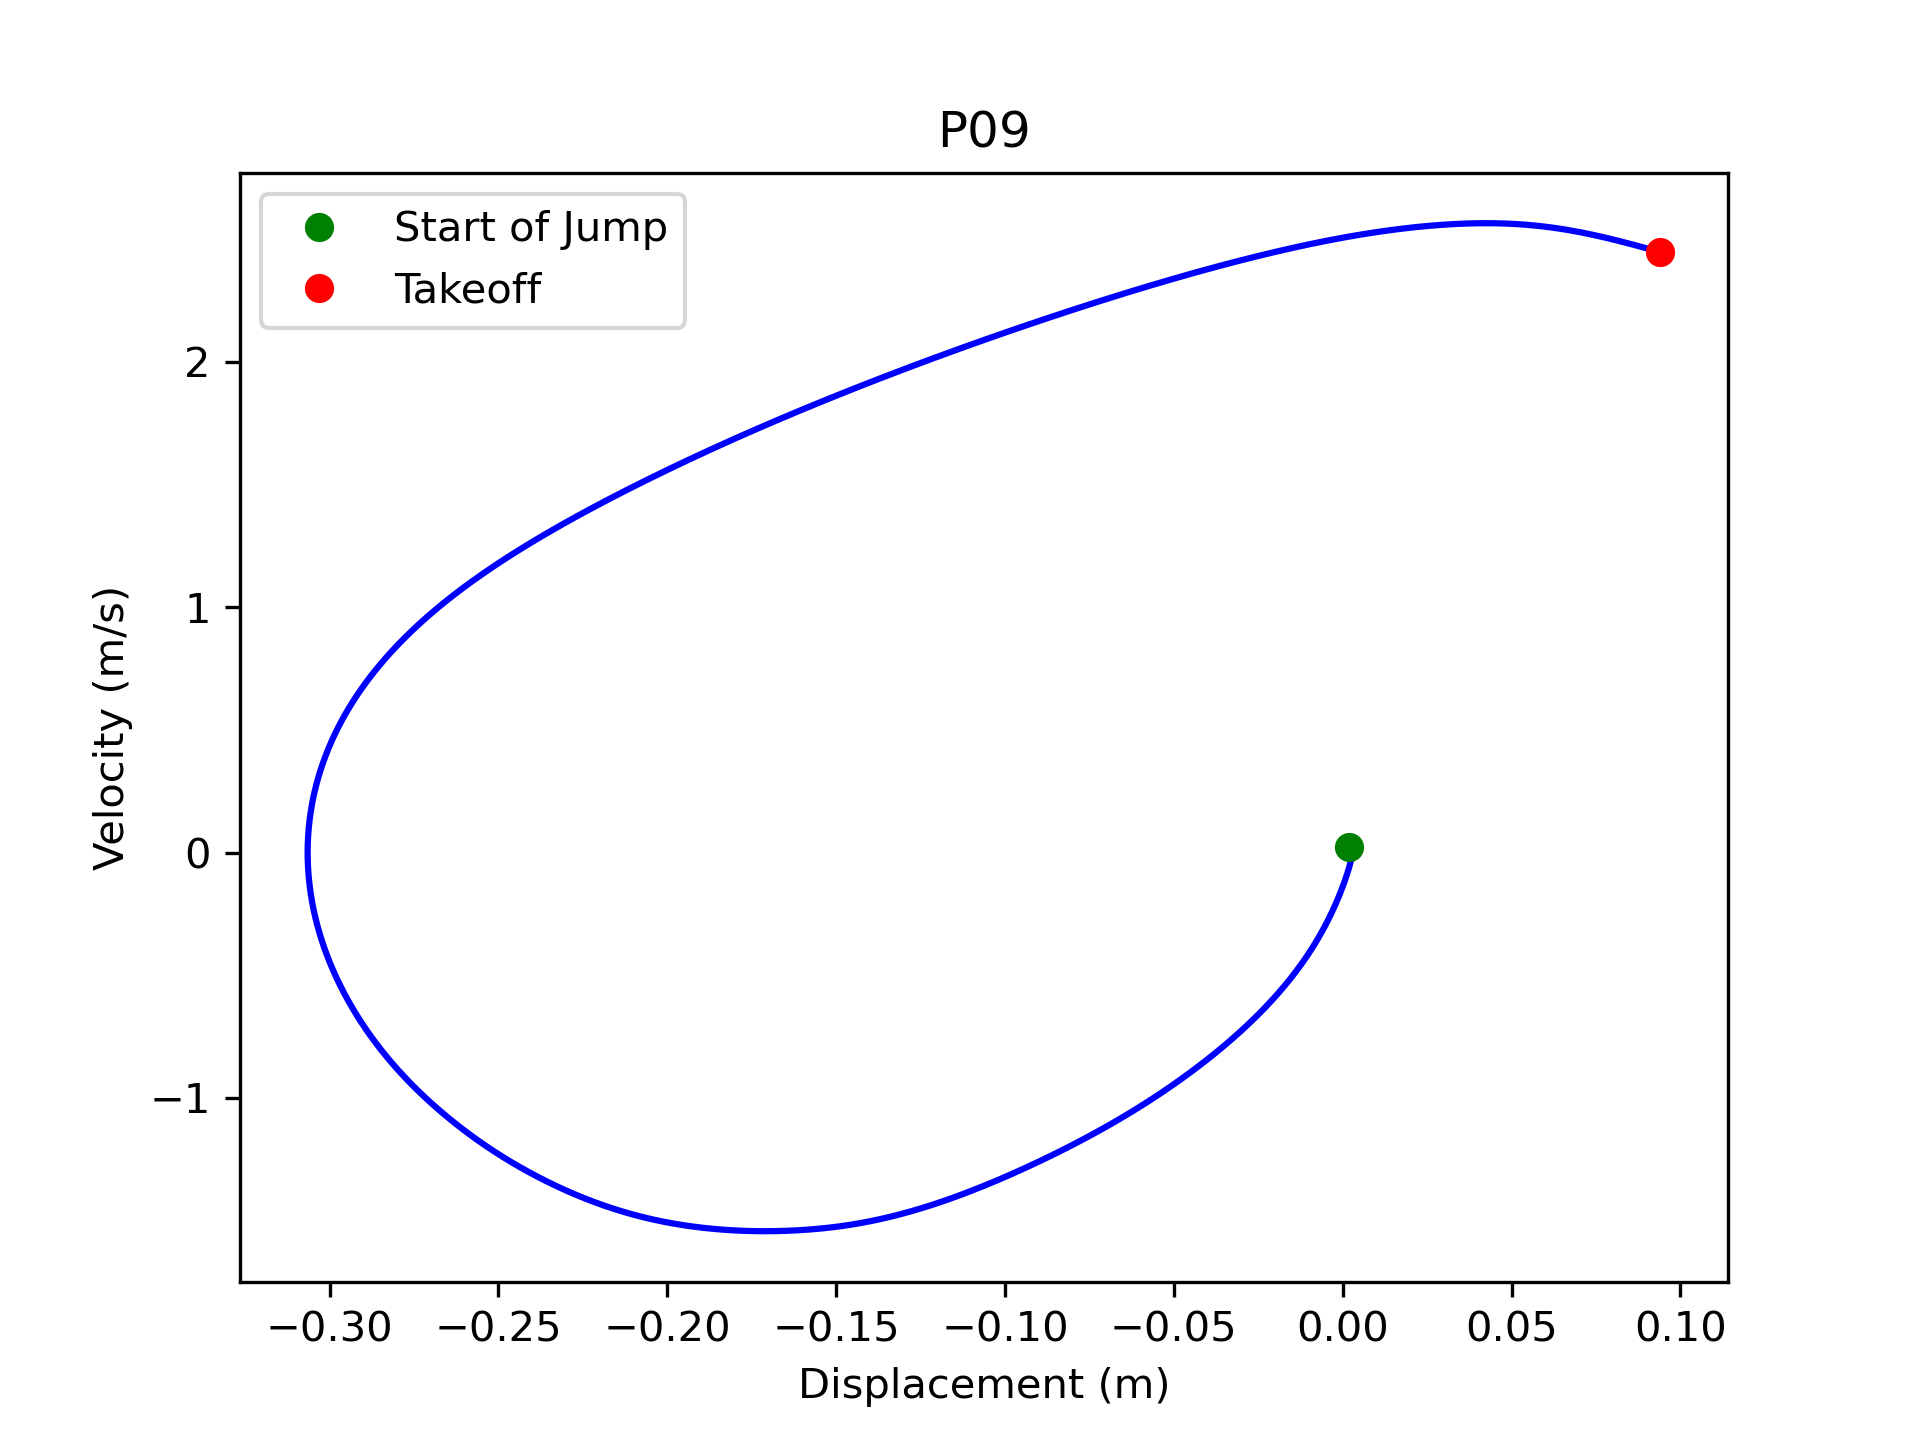 P09
Start of Jump
Takeoff
2
1
0
−1
Velocity (m/s)
−0.30 −0.25 −0.20 −0.15 −0.10 −0.05 0.00 0.05 0.10
Displacement (m)